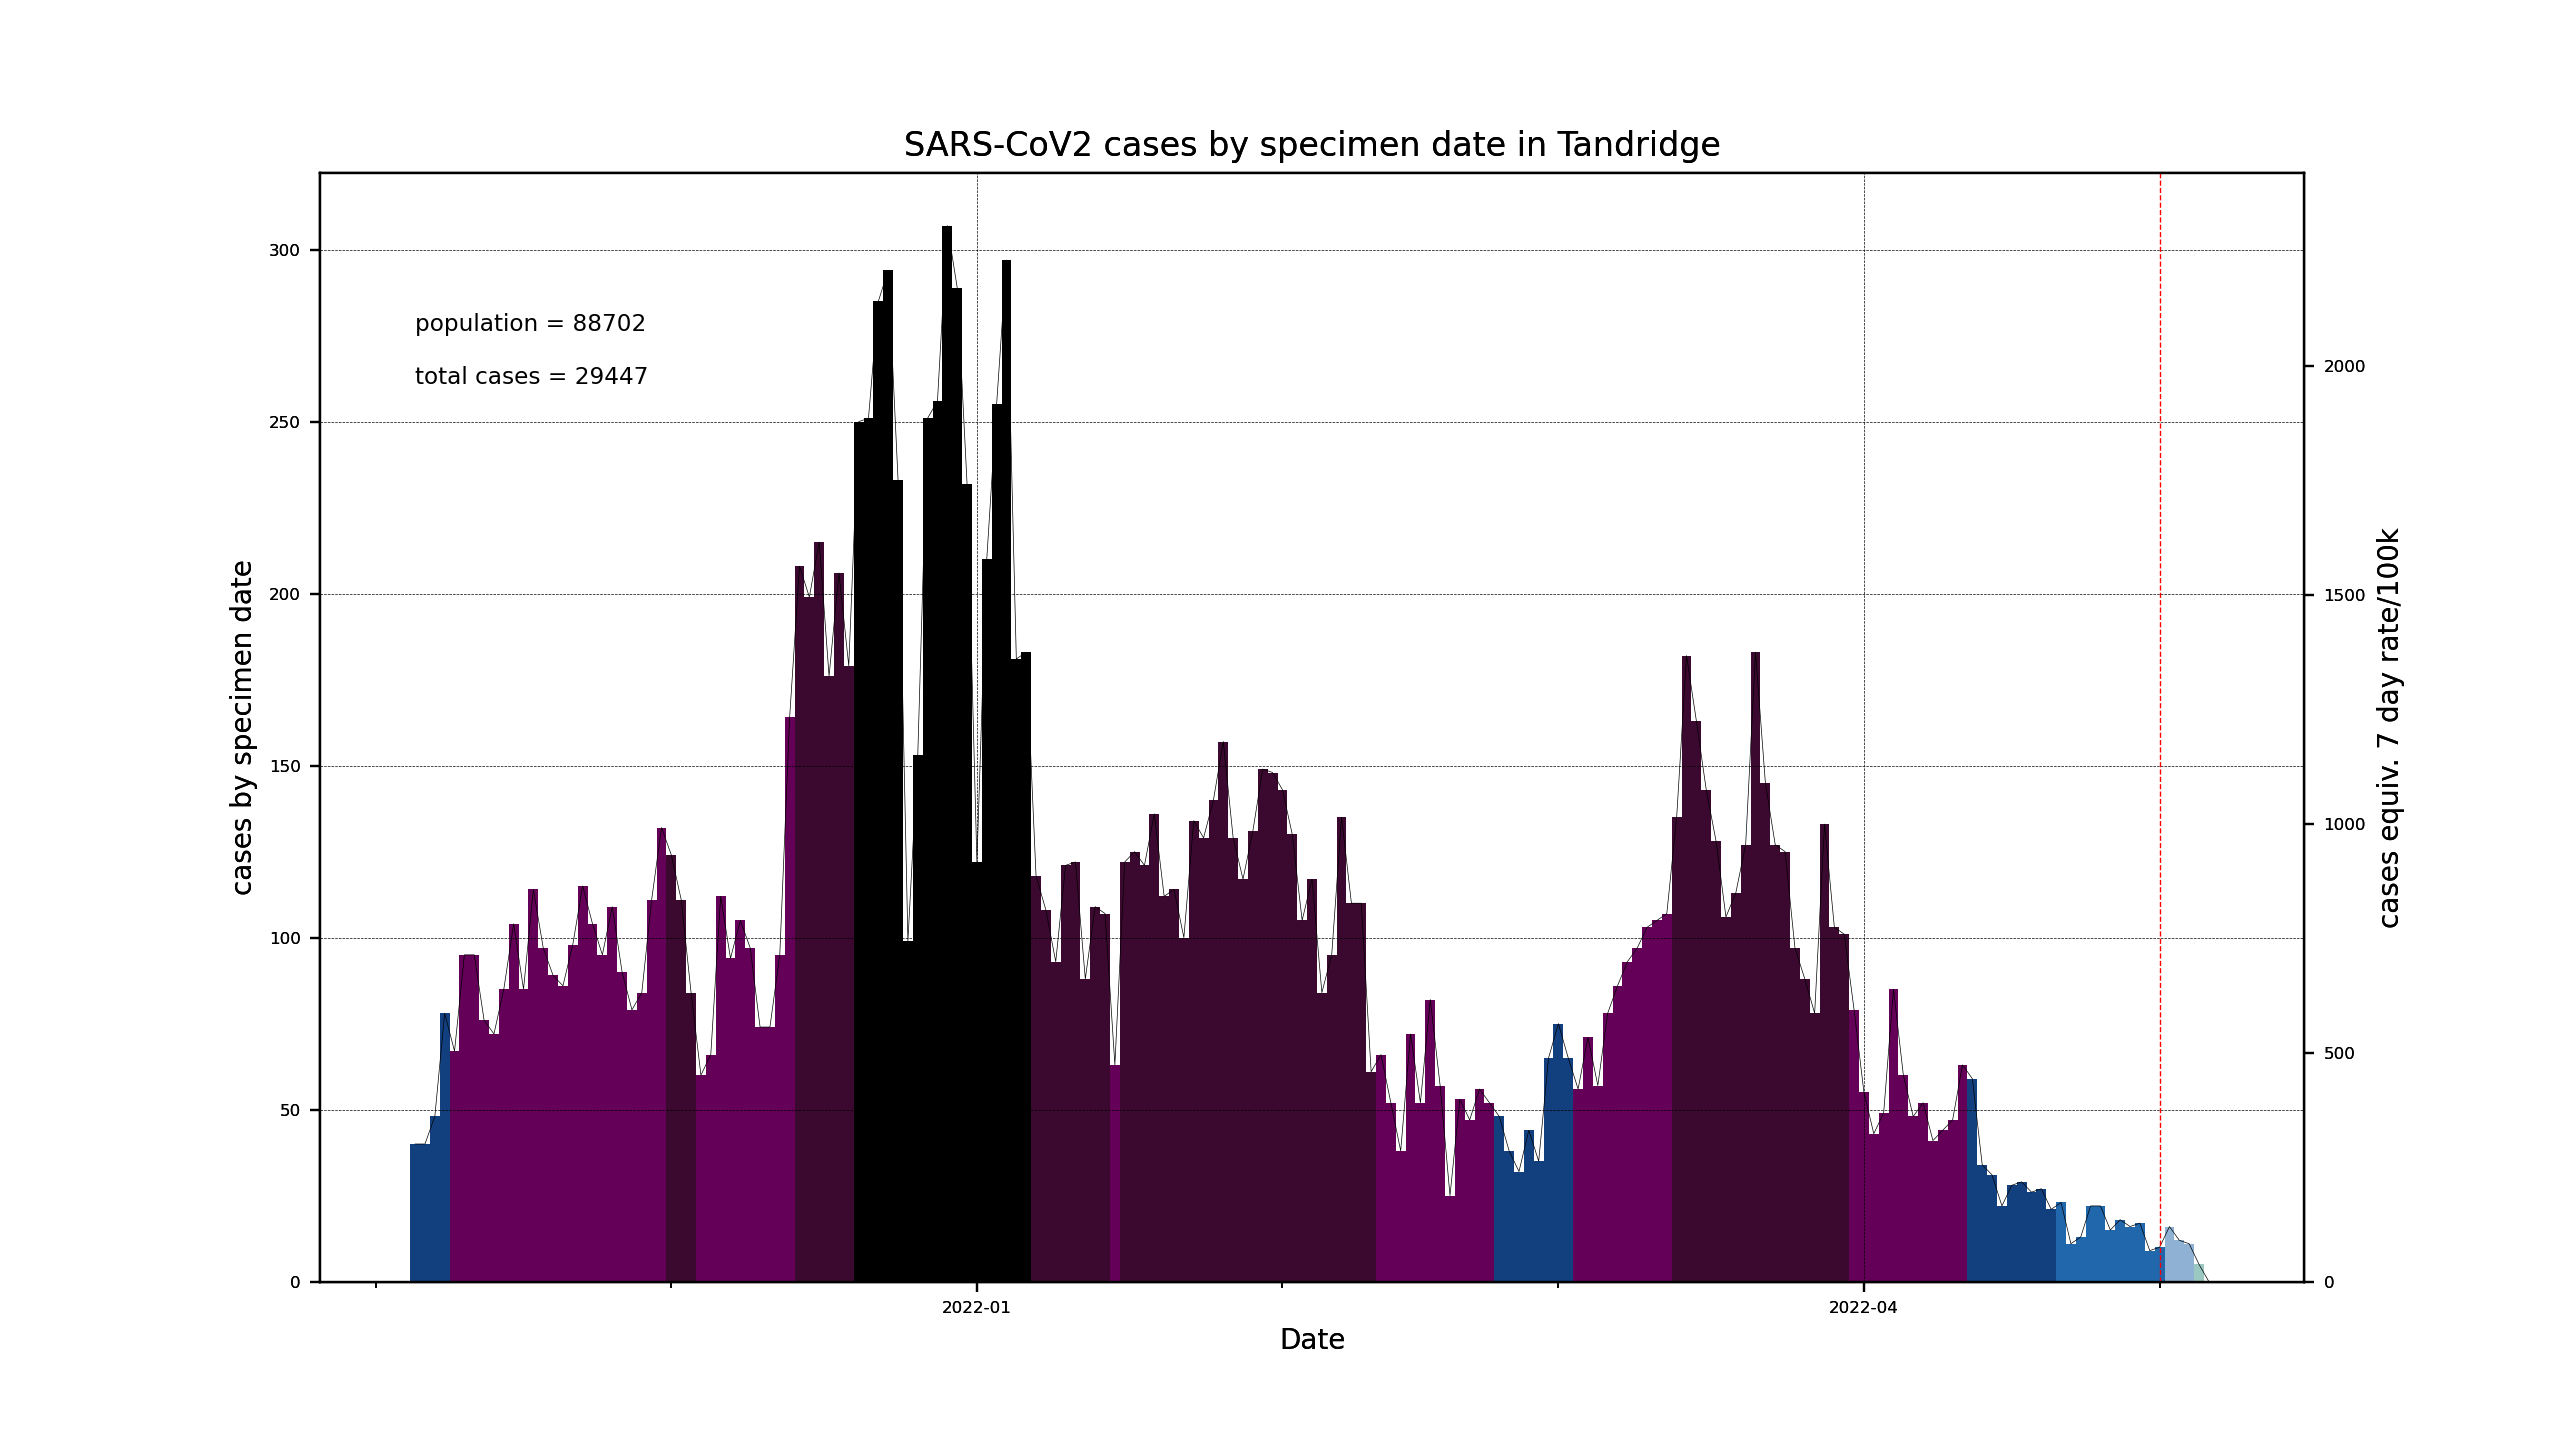 SARS-CoV2 cases by specimen date in Tandridge
population = 88702
total cases = 29447
cases by specimen date
300
250
200
150
100
50
0
2000
1500
1000
500
0
cases equiv. 7 day rate/100k
2022-01
2022-04
Date